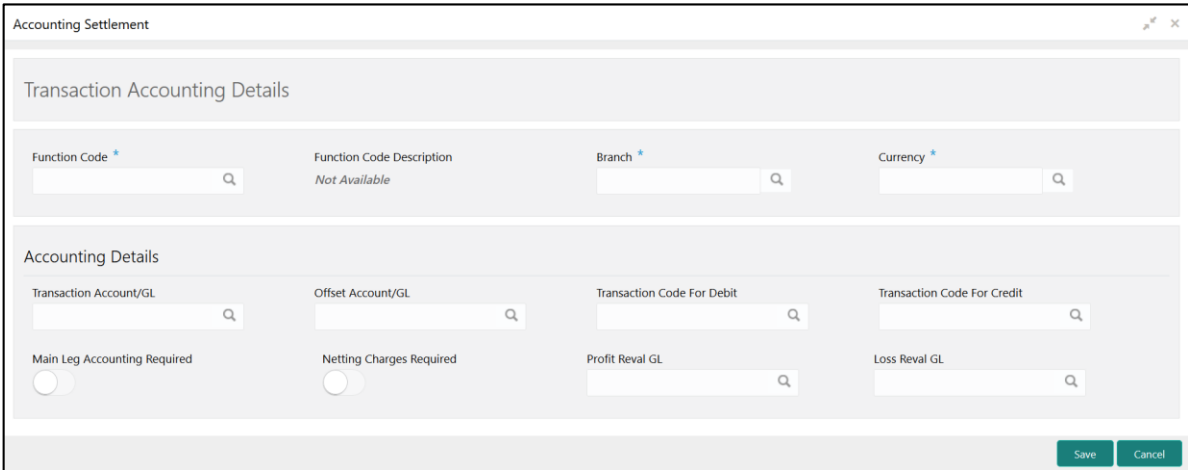 Accounting Settlement
Transaction Accounting Details
Function Code * Function Code Description Branch * Currency *
Not Available
Accounting Details
Transaction Account/GL Offset Account/GL Transaction Code For Debit Transaction Code For Credit
Main Leg Accounting Required Netting Charges Required Profit Reval GL Loss Reval GL
Save Cancel